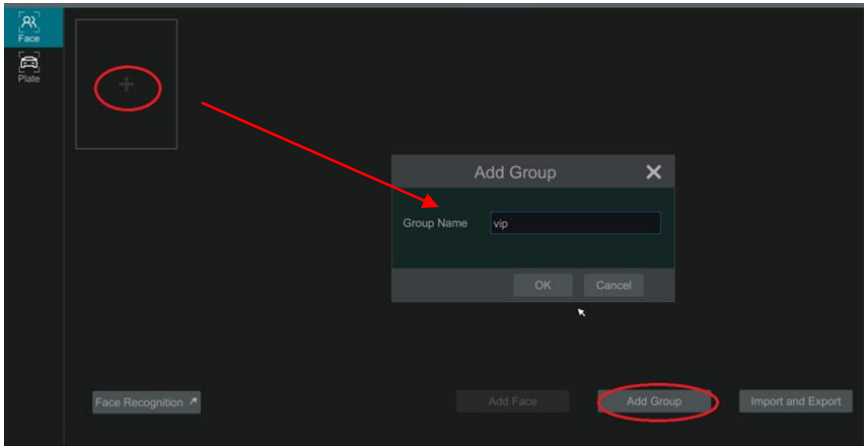 Face
Plate
Add Group
Group Name
vip
OK
Cancel
Face Recognition
Add Face
Add Group
Import and Export